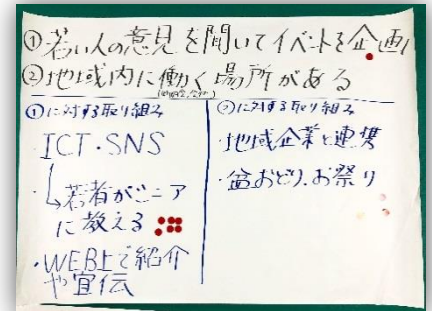 ①若い人の意見を聞いてイベントを企画
②地域内に働く場所がある
①に対する取り組み
・ICT・SNS
↳若者がシニア
に教える
・WEB上で紹介
や宣伝
②に対する取り組み
・地域企業と連携
・盆おどり、お祭り